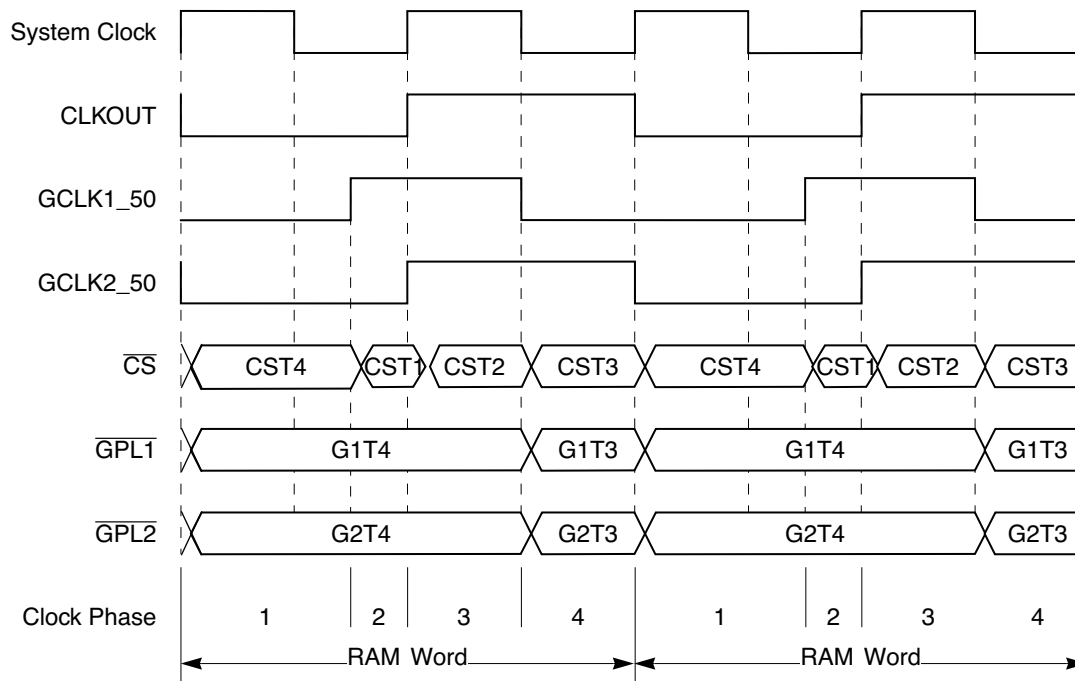 System Clock
CLKOUT
GCLK1_50
GCLK2_50
CS CST4 CST1 CST2 CST3 CST4 CST1 CST2 CST3
GPL1 G1T4 G1T3 G1T4 G1T3
GPL2 G2T4 G2T3 G2T4 G2T3
Clock Phase 1 2 3 4 1 2 3 4
RAM Word RAM Word